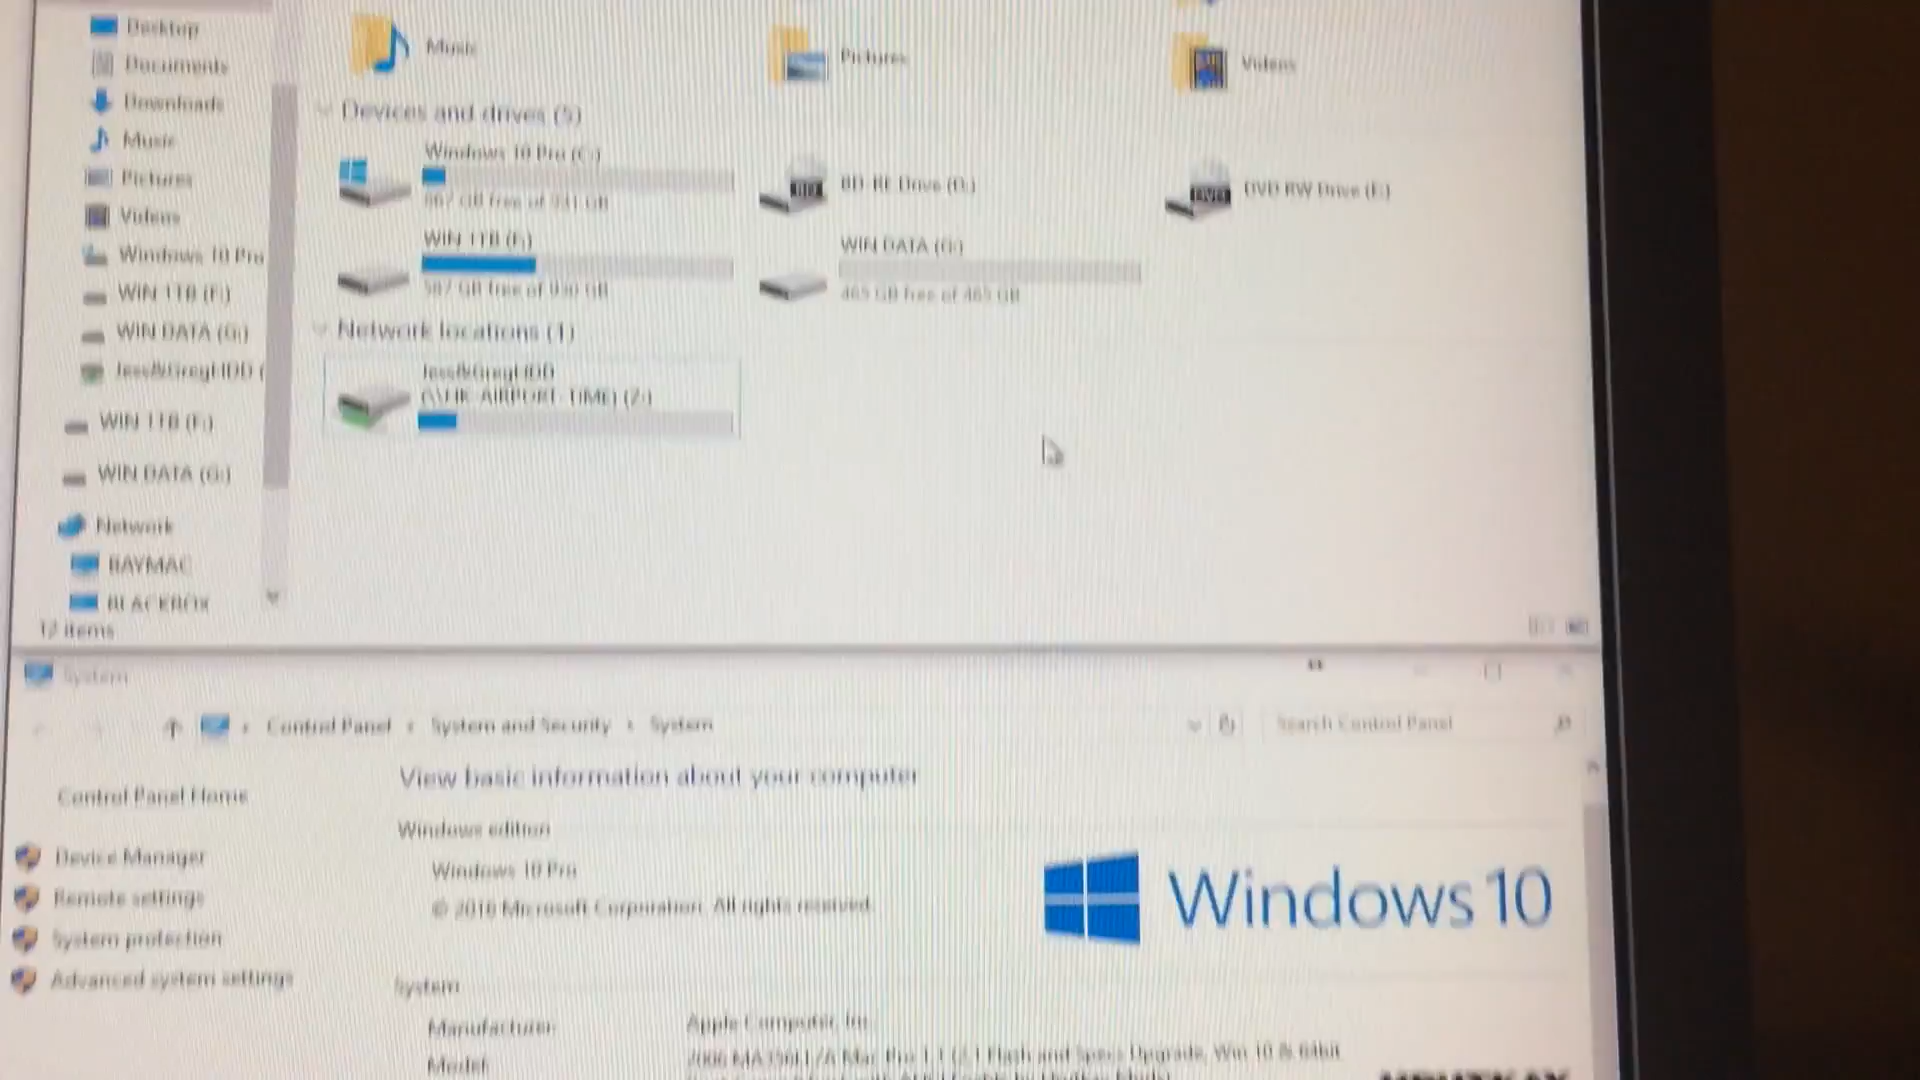 Desktop
Documents
Downloads
Music
Pictures
Videos
Windows 10 Pro
WIN 1TB (F:)
WIN DATA (G:)
Jess&GregHDD (
WIN 1TB (F:)
WIN DATA (G:)
Network
RAYMAC
BLACKBOX
12 items
Music
Pictures
Videos
Devices and drives (5)
Windows 10 Pro (C:)
867 GB free of 931 GB
BD-RE Drive (D:)
DVD RW Drive (E:)
WIN 1TB (F:)
587 GB free of 930 GB
WIN DATA (G:)
465 GB free of 465 GB
Network locations (1)
Jess&GregHDD
AIRPORT-TIME) (Z:)
System
Control Panel › System and Security › System
Search Control Panel
Control Panel Home
Device Manager
Remote settings
System protection
Advanced system settings
View basic information about your computer
Windows edition
Windows 10 Pro
© 2018 Microsoft Corporation. All rights reserved.
Windows 10
System
Manufacturer:
Apple Computer, Inc.
Model:
2006 MA356LL/A Mac Pro 1,1 (2,1 Flash and Specs Upgrade, Win 10 & 64bit